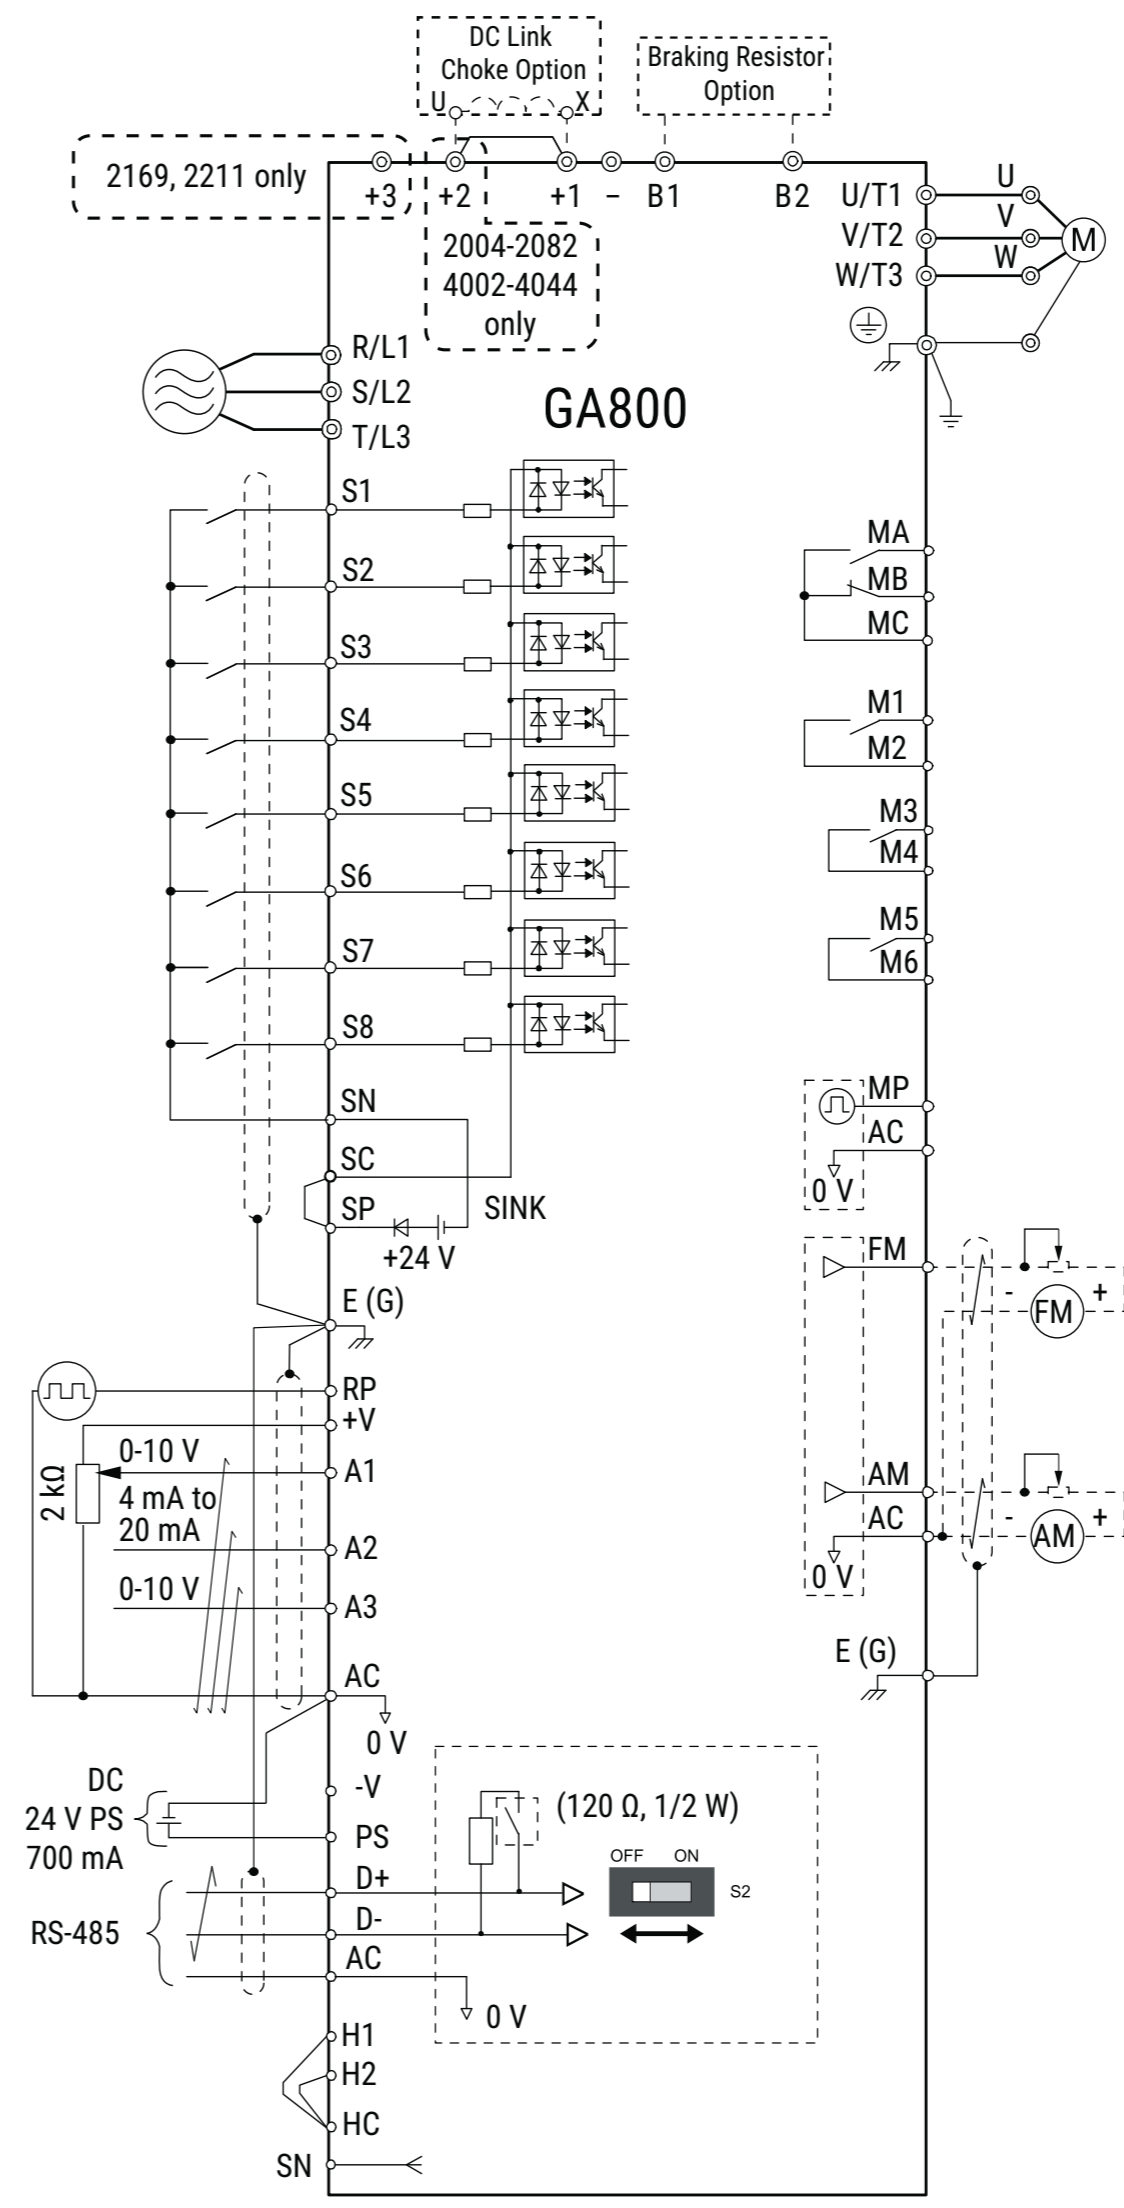 DC Link
Choke Option
U X
Braking Resistor
Option
2169, 2211 only
+3 +2 +1 − B1 B2
2004-2082
4002-4044
only
U/T1 U
V/T2 V
W/T3 W
M
R/L1
S/L2
T/L3
GA800
S1
S2
S3
S4
S5
S6
S7
S8
SN
SC
SP
SINK
+24 V
E (G)
MA
MB
MC
M1
M2
M3
M4
M5
M6
MP
AC
0 V
FM
- +
FM
AM
AC
- +
AM
0 V
E (G)
RP
+V
0-10 V
A1
2 kΩ
4 mA to
20 mA
A2
0-10 V
A3
AC
0 V
DC
24 V PS
700 mA
-V
PS
D+
D-
AC
RS-485
(120 Ω, 1/2 W)
OFF ON
S2
0 V
H1
H2
HC
SN